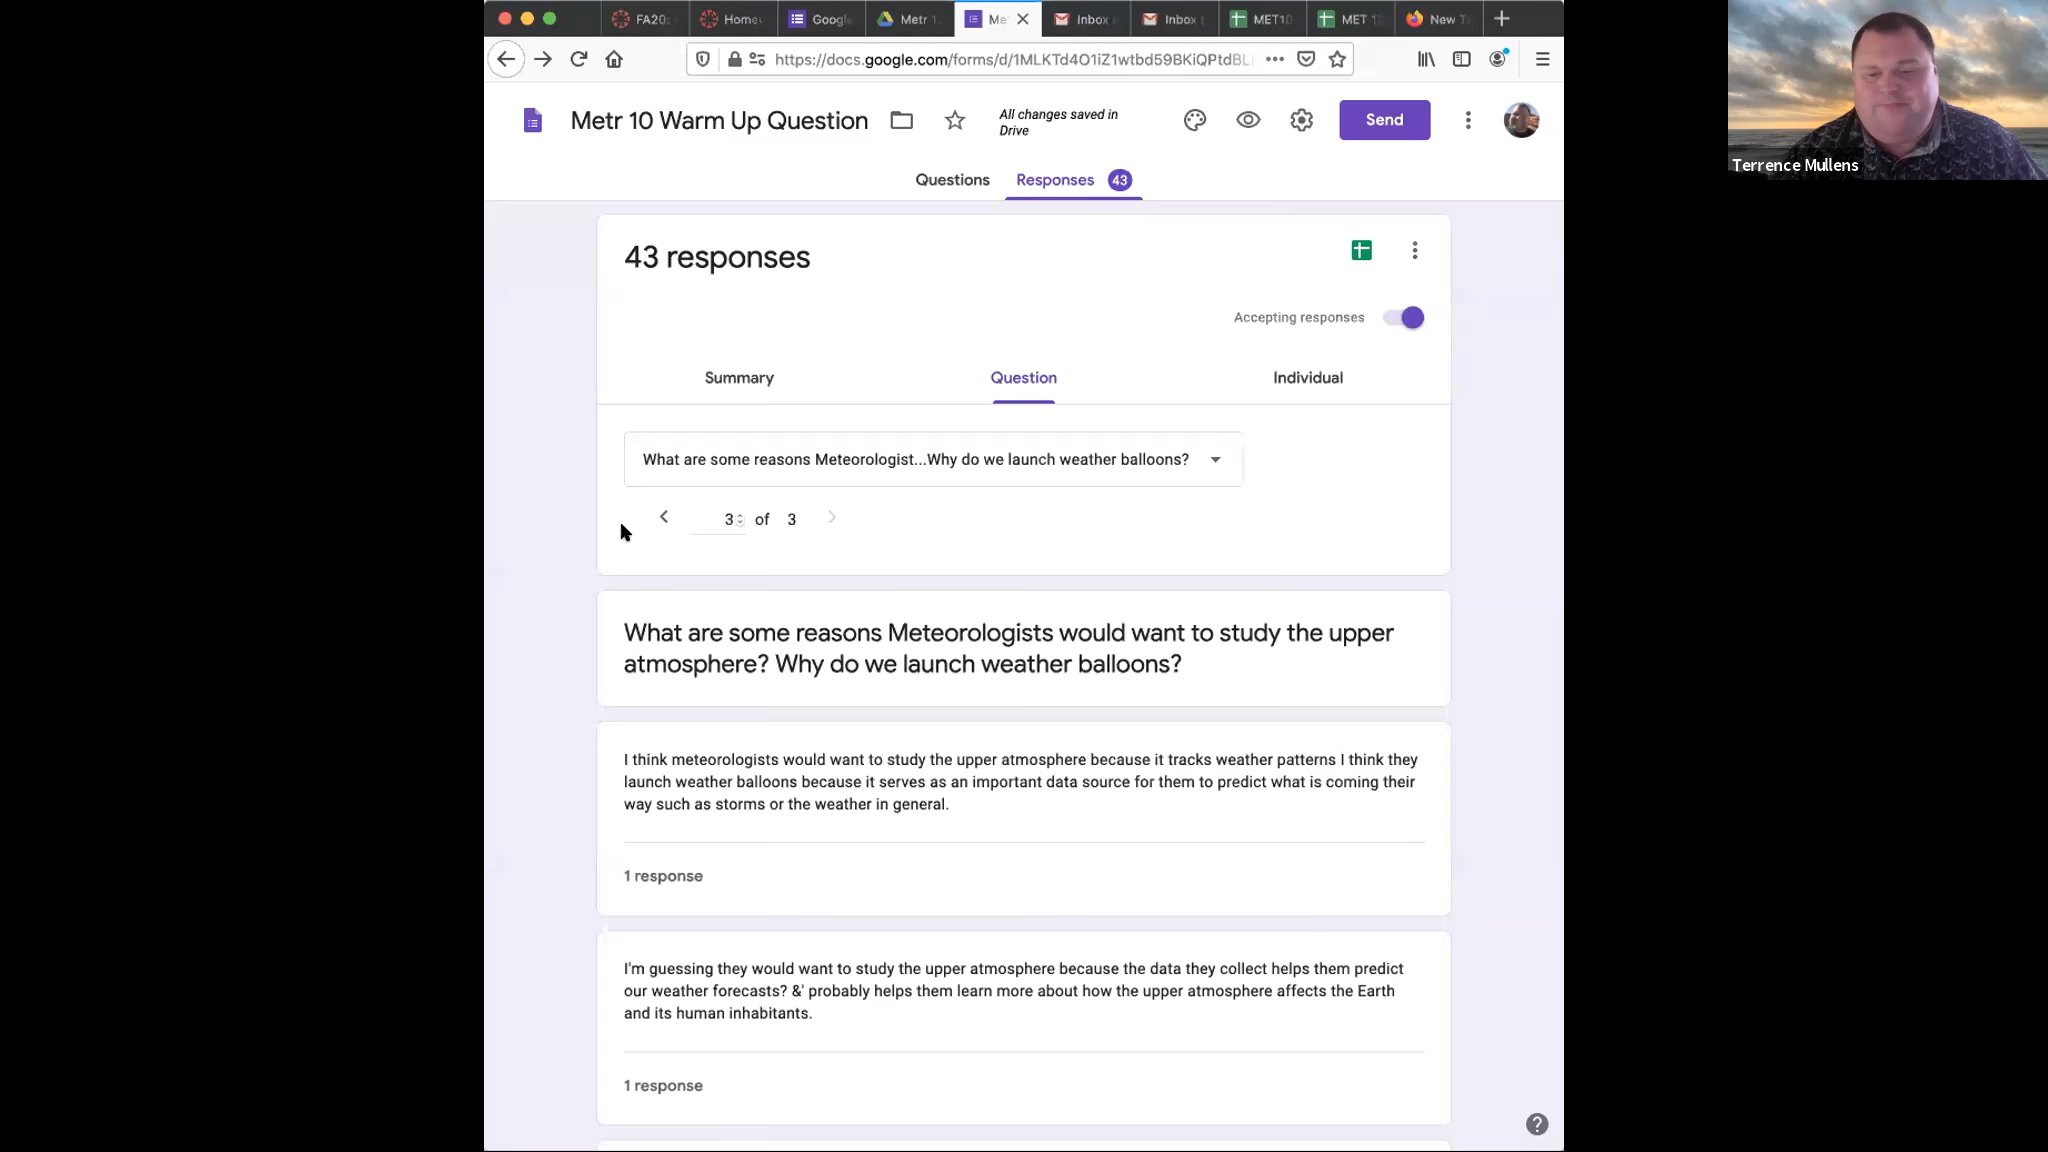 FA20:
Home
Google
Metr 1
Me
Inbox
Inbox
MET10
MET 1
New T
https://docs.google.com/forms/d/1MLKTd4O1iZ1wtbd59BKiQPtdBL
Terrence Mullens
Metr 10 Warm Up Question
All changes saved in
Drive
Send
Questions
Responses 43
43 responses
Accepting responses
Summary
Question
Individual
What are some reasons Meteorologist...Why do we launch weather balloons?
3 of 3
What are some reasons Meteorologists would want to study the upper
atmosphere? Why do we launch weather balloons?
I think meteorologists would want to study the upper atmosphere because it tracks weather patterns I think they
launch weather balloons because it serves as an important data source for them to predict what is coming their
way such as storms or the weather in general.
1 response
I'm guessing they would want to study the upper atmosphere because the data they collect helps them predict
our weather forecasts? &' probably helps them learn more about how the upper atmosphere affects the Earth
and its human inhabitants.
1 response